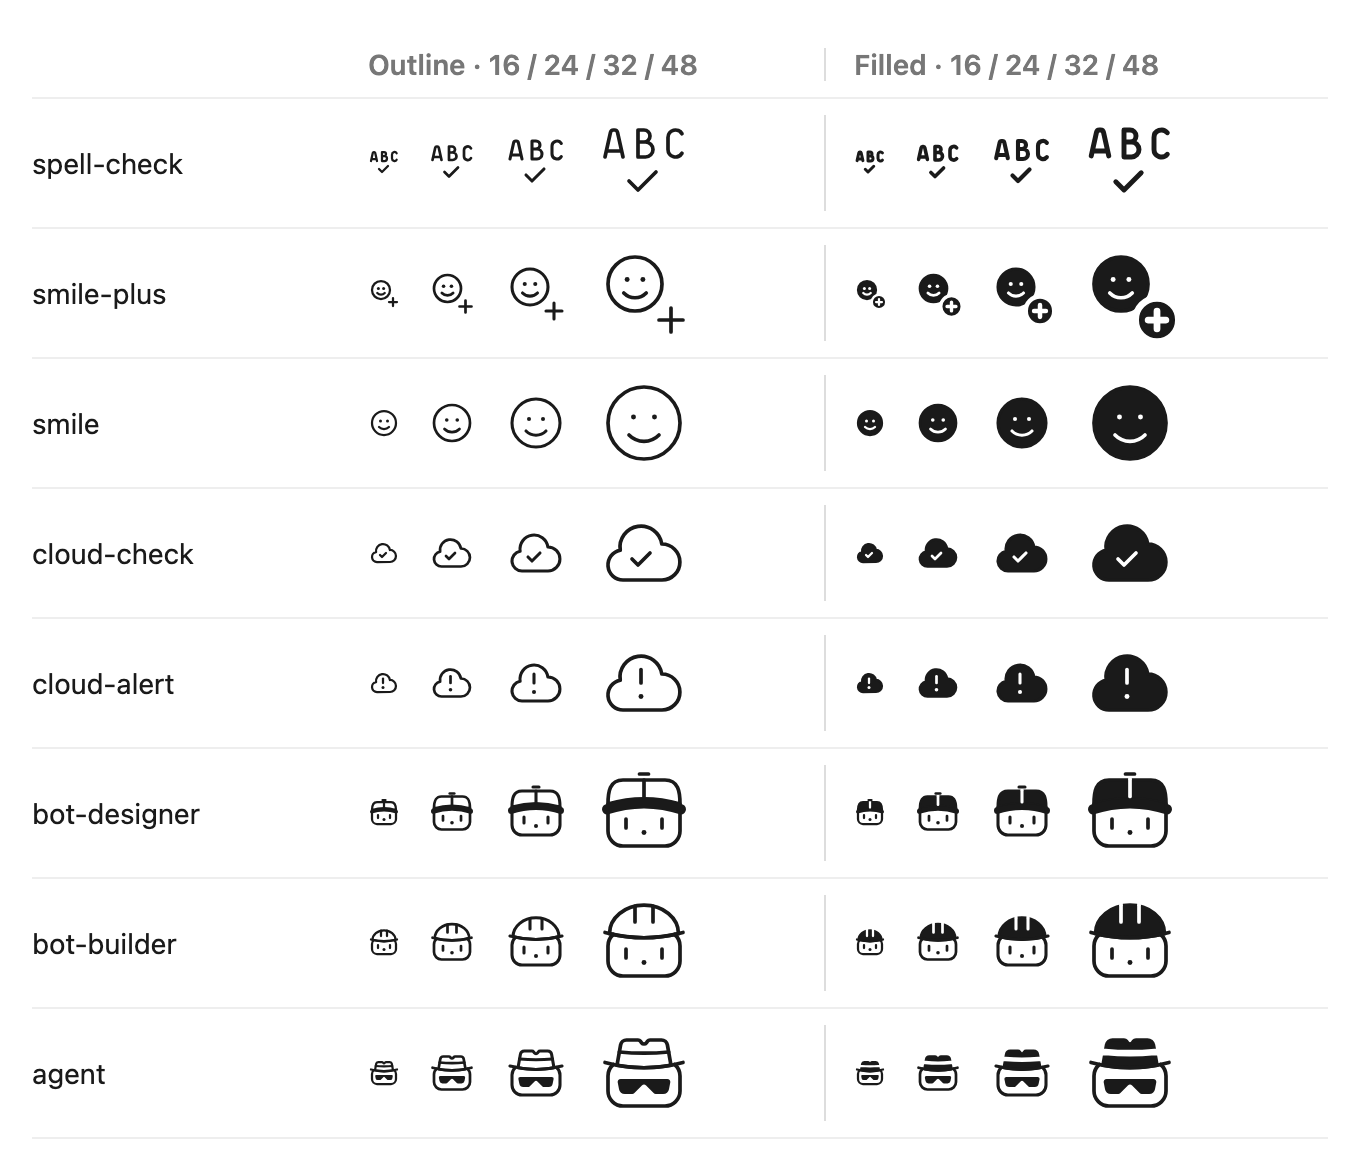 Outline · 16 / 24 / 32 / 48
Filled · 16 / 24 / 32 / 48
spell-check
ABC ABC ABC ABC
ABC ABC ABC ABC
smile-plus
smile
cloud-check
cloud-alert
bot-designer
bot-builder
agent